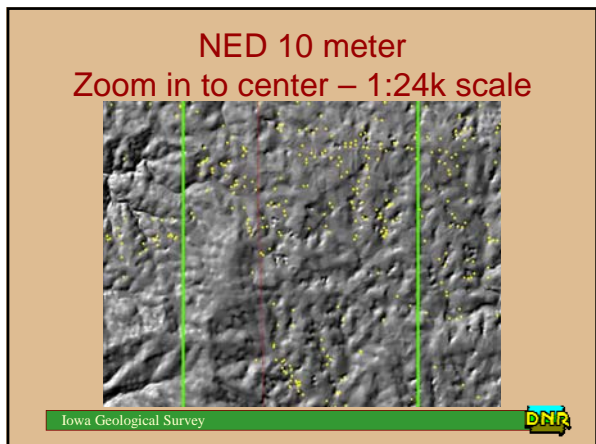 NED 10 meter
Zoom in to center – 1:24k scale
Iowa Geological Survey
DNR